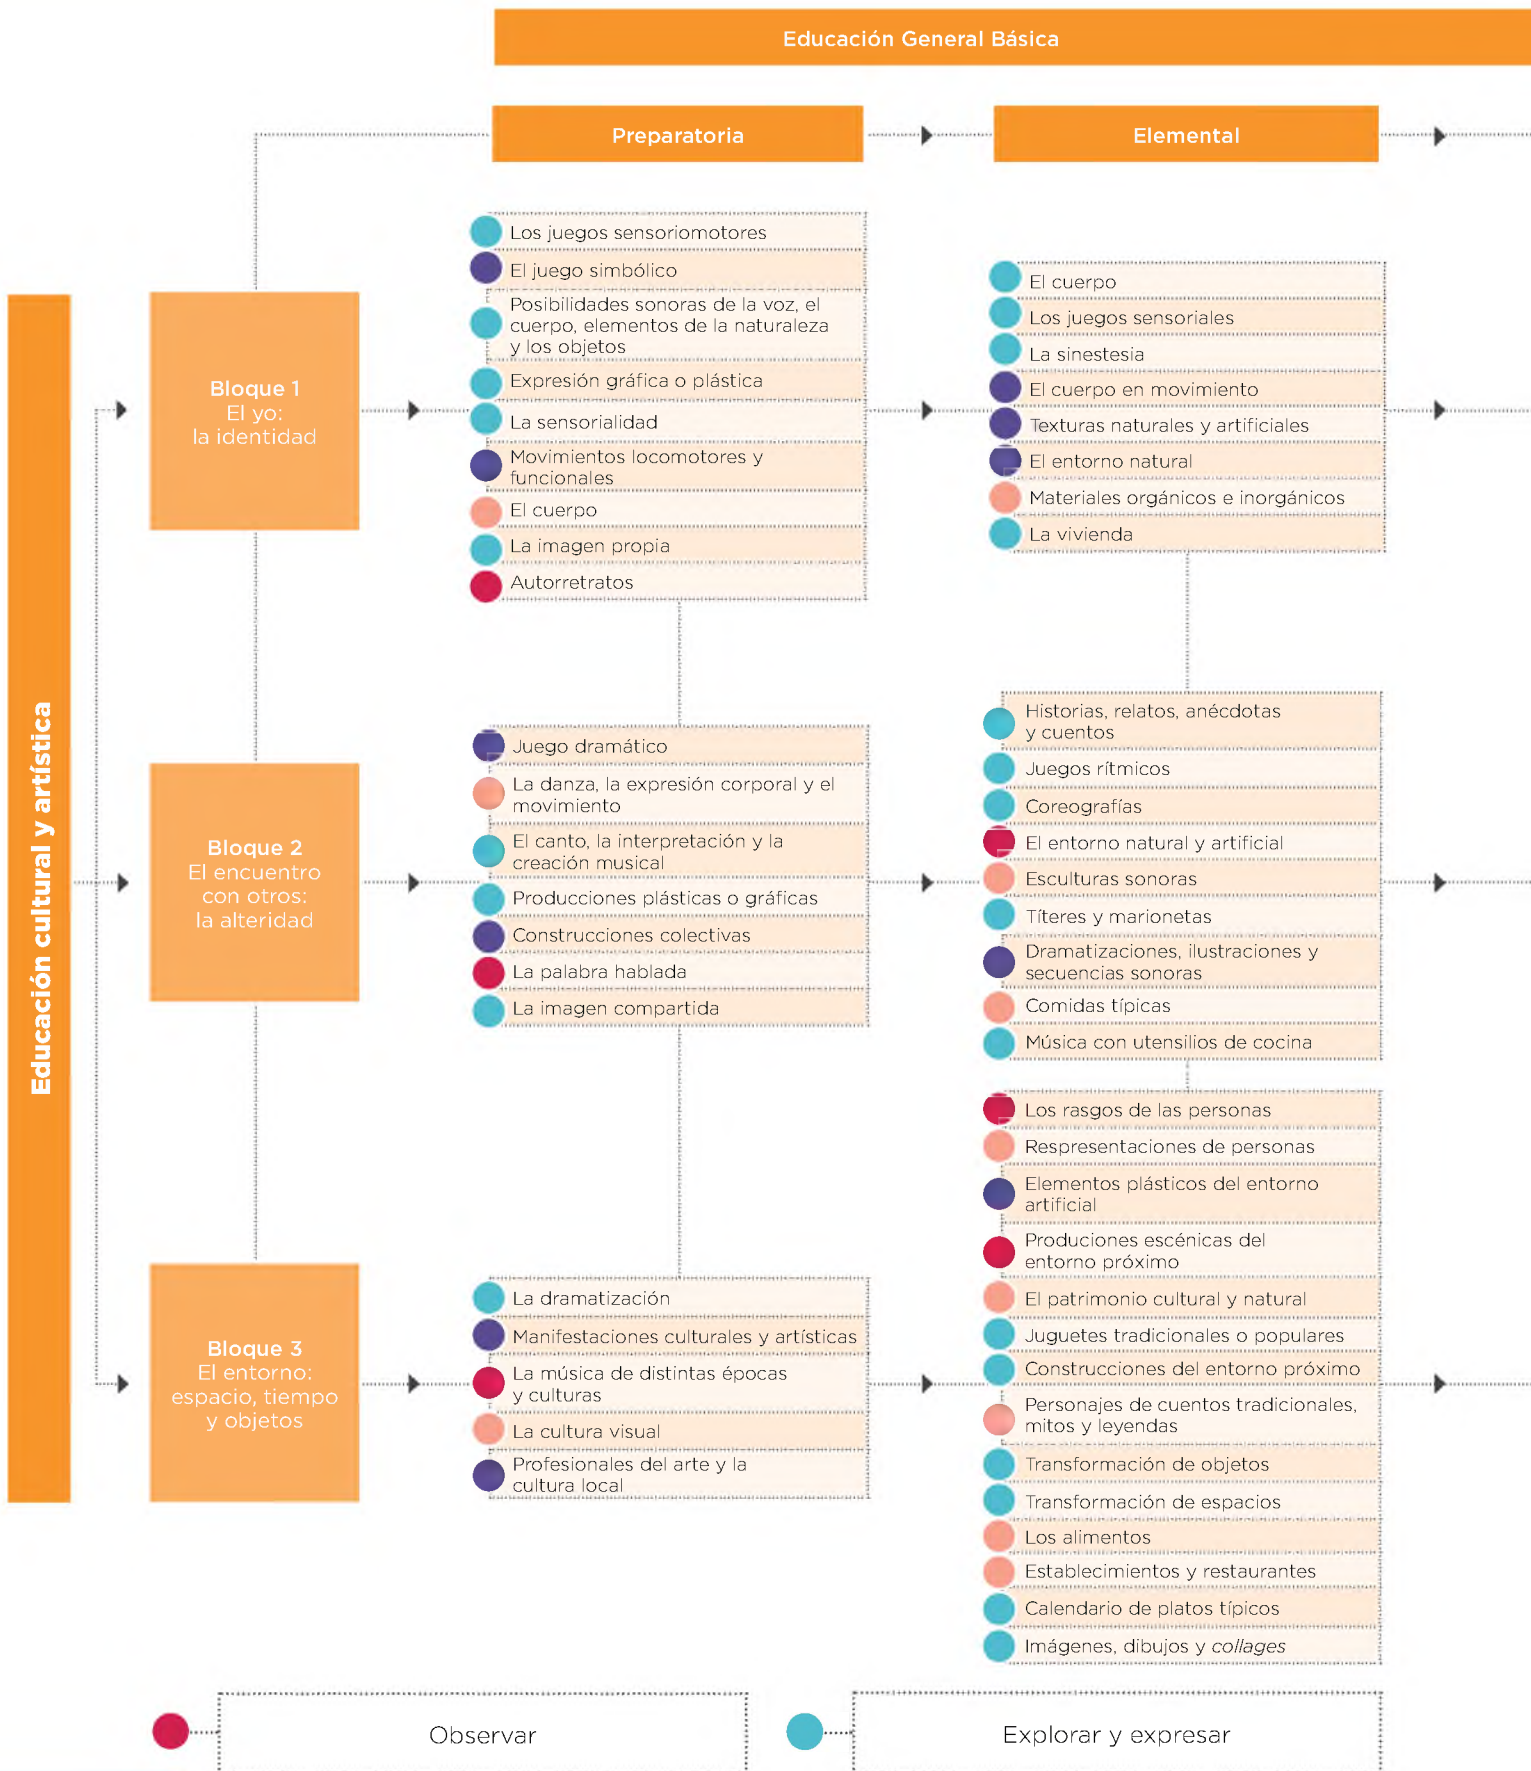 Educación General Básica
Preparatoria
Elemental
Educación cultural y artística
Bloque 1
El yo:
la identidad
Los juegos sensoriomotores
El juego simbólico
Posibilidades sonoras de la voz, el
cuerpo, elementos de la naturaleza
y los objetos
Expresión gráfica o plástica
La sensorialidad
Movimientos locomotores y
funcionales
El cuerpo
La imagen propia
Autorretratos
El cuerpo
Los juegos sensoriales
La sinestesia
El cuerpo en movimiento
Texturas naturales y artificiales
El entorno natural
Materiales orgánicos e inorgánicos
La vivienda
Bloque 2
El encuentro
con otros:
la alteridad
Juego dramático
La danza, la expresión corporal y el
movimiento
El canto, la interpretación y la
creación musical
Producciones plásticas o gráficas
Construcciones colectivas
La palabra hablada
La imagen compartida
Historias, relatos, anécdotas
y cuentos
Juegos rítmicos
Coreografías
El entorno natural y artificial
Esculturas sonoras
Títeres y marionetas
Dramatizaciones, ilustraciones y
secuencias sonoras
Comidas típicas
Música con utensilios de cocina
Bloque 3
El entorno:
espacio, tiempo
y objetos
La dramatización
Manifestaciones culturales y artísticas
La música de distintas épocas
y culturas
La cultura visual
Profesionales del arte y la
cultura local
Los rasgos de las personas
Respresentaciones de personas
Elementos plásticos del entorno
artificial
Produciones escénicas del
entorno próximo
El patrimonio cultural y natural
Juguetes tradicionales o populares
Construcciones del entorno próximo
Personajes de cuentos tradicionales,
mitos y leyendas
Transformación de objetos
Transformación de espacios
Los alimentos
Establecimientos y restaurantes
Calendario de platos típicos
Imágenes, dibujos y collages
Observar
Explorar y expresar